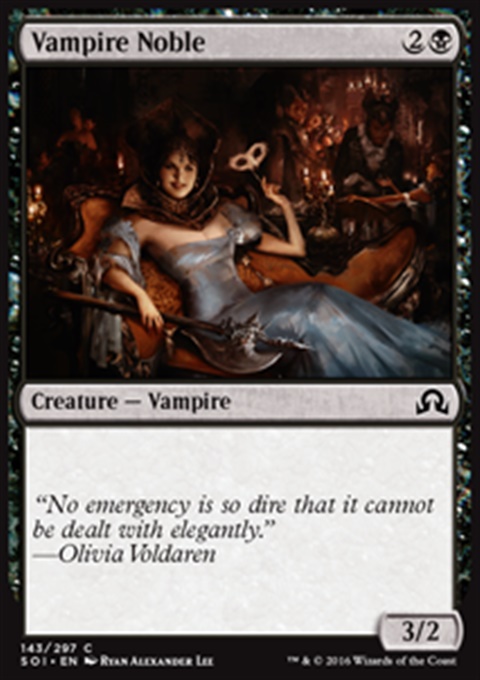 Vampire Noble 2
Creature — Vampire
“No emergency is so dire that it cannot
be dealt with elegantly.”
—Olivia Voldaren
3/2
143/297 C
SOI • EN Ryan Alexander Lee
™ & © 2016 Wizards of the Coast